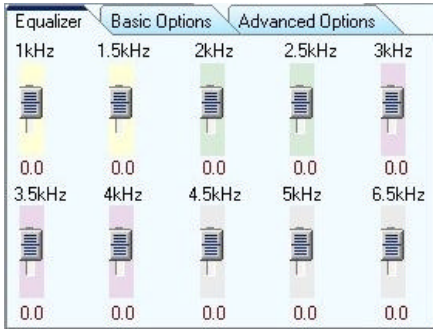 Equalizer Basic Options Advanced Options
1kHz 1.5kHz 2kHz 2.5kHz 3kHz
0.0 0.0 0.0 0.0 0.0
3.5kHz 4kHz 4.5kHz 5kHz 6.5kHz
0.0 0.0 0.0 0.0 0.0